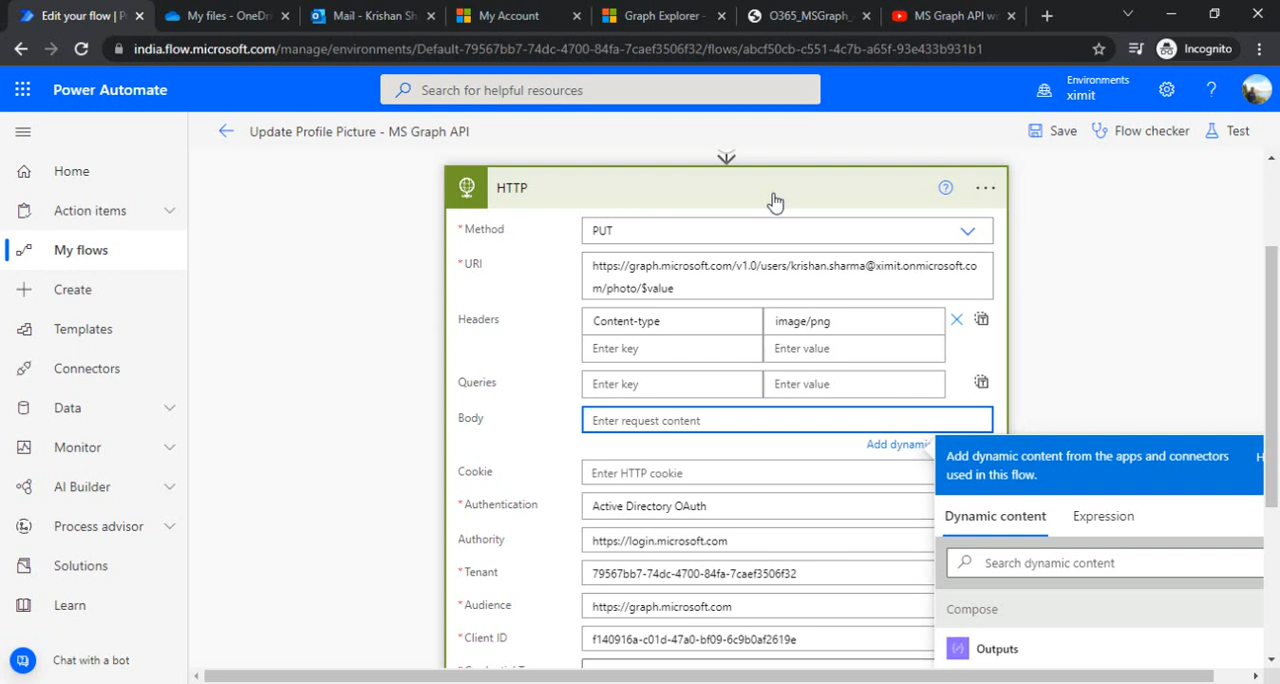 Edit your flow | P
My files - OneDr
Mail - Krishan Sh
My Account
Graph Explorer -
O365_MSGraph_
MS Graph API wi
india.flow.microsoft.com/manage/environments/Default-79567bb7-74dc-4700-84fa-7caef3506f32/flows/abcf50cb-c551-4c7b-a65f-93e433b931b1
Incognito
Power Automate
Search for helpful resources
Environments
ximit
Update Profile Picture - MS Graph API
Save
Flow checker
Test
Home
Action items
My flows
Create
Templates
Connectors
Data
Monitor
AI Builder
Process advisor
Solutions
Learn
Chat with a bot
HTTP
* Method
PUT
* URI
https://graph.microsoft.com/v1.0/users/krishan.sharma@ximit.onmicrosoft.co
m/photo/$value
Headers
Content-type image/png
Enter key Enter value
Queries
Enter key Enter value
Body
Enter request content
Add dynami
Cookie
Enter HTTP cookie
* Authentication
Active Directory OAuth
Authority
https://login.microsoft.com
* Tenant
79567bb7-74dc-4700-84fa-7caef3506f32
* Audience
https://graph.microsoft.com
* Client ID
f140916a-c01d-47a0-bf09-6c9b0af2619e
Add dynamic content from the apps and connectors
used in this flow.
H
Dynamic content
Expression
Search dynamic content
Compose
Outputs